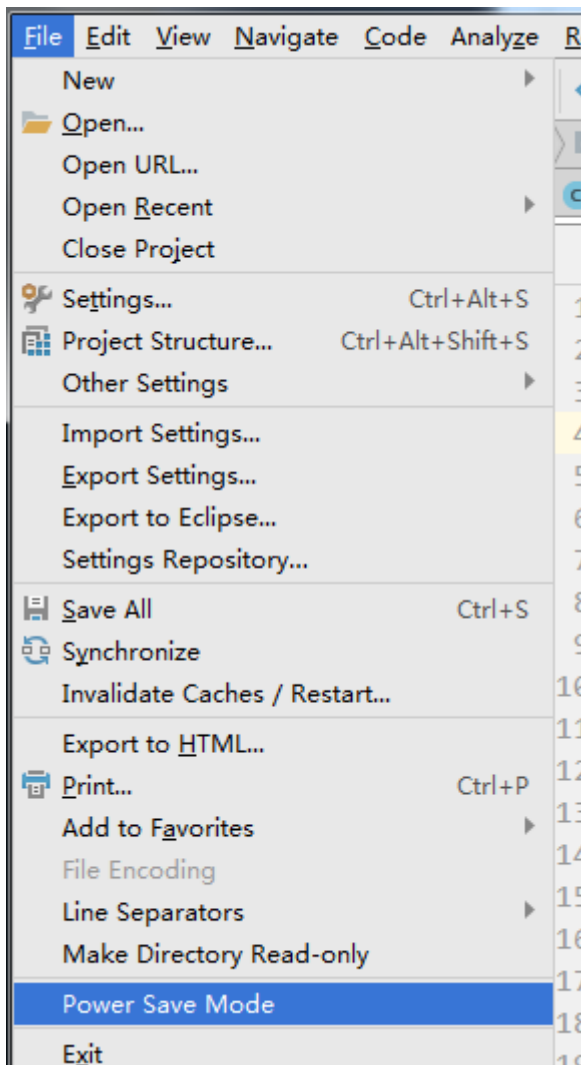 File Edit View Navigate Code Analyze R
New
Open...
Open URL...
Open Recent
Close Project
Settings... Ctrl+Alt+S
Project Structure... Ctrl+Alt+Shift+S
Other Settings
Import Settings...
Export Settings...
Export to Eclipse...
Settings Repository...
Save All Ctrl+S
Synchronize
Invalidate Caches / Restart...
Export to HTML...
Print... Ctrl+P
Add to Favorites
File Encoding
Line Separators
Make Directory Read-only
Power Save Mode
Exit